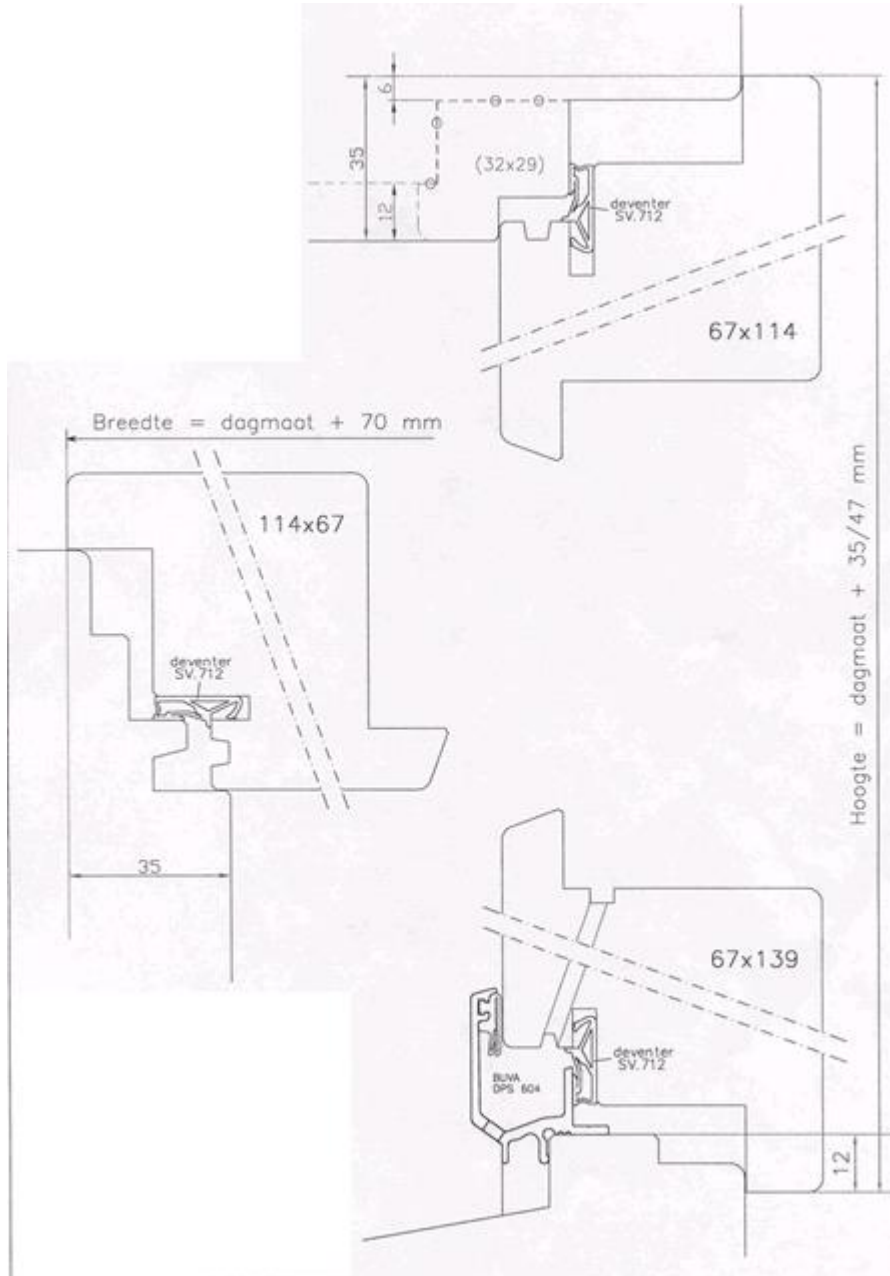 6
35
(32x29)
12
deventer
SV.712
67x114
Breedte = dagmaat + 70 mm
114x67
deventer
SV.712
35
Hoogte = dagmaat + 35/47 mm
67x139
deventer
SV.712
BUVA
DPS 604
12